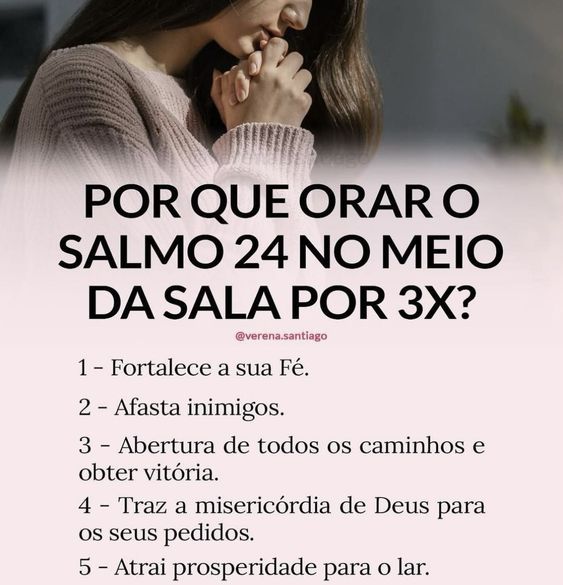 POR QUE ORAR O
SALMO 24 NO MEIO
DA SALA POR 3X?
@verena.santiago
1 - Fortalece a sua Fé.
2 - Afasta inimigos.
3 - Abertura de todos os caminhos e
obter vitória.
4 - Traz a misericórdia de Deus para
os seus pedidos.
5 - Atrai prosperidade para o lar.